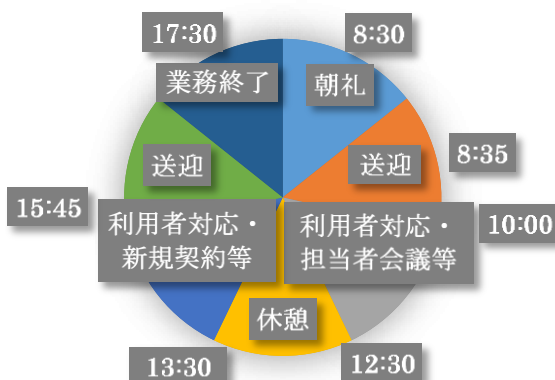 17:30
8:30
業務終了
朝礼
送迎
送迎
8:35
15:45
利用者対応・
新規契約等
利用者対応・
担当者会議等
10:00
休憩
13:30
12:30